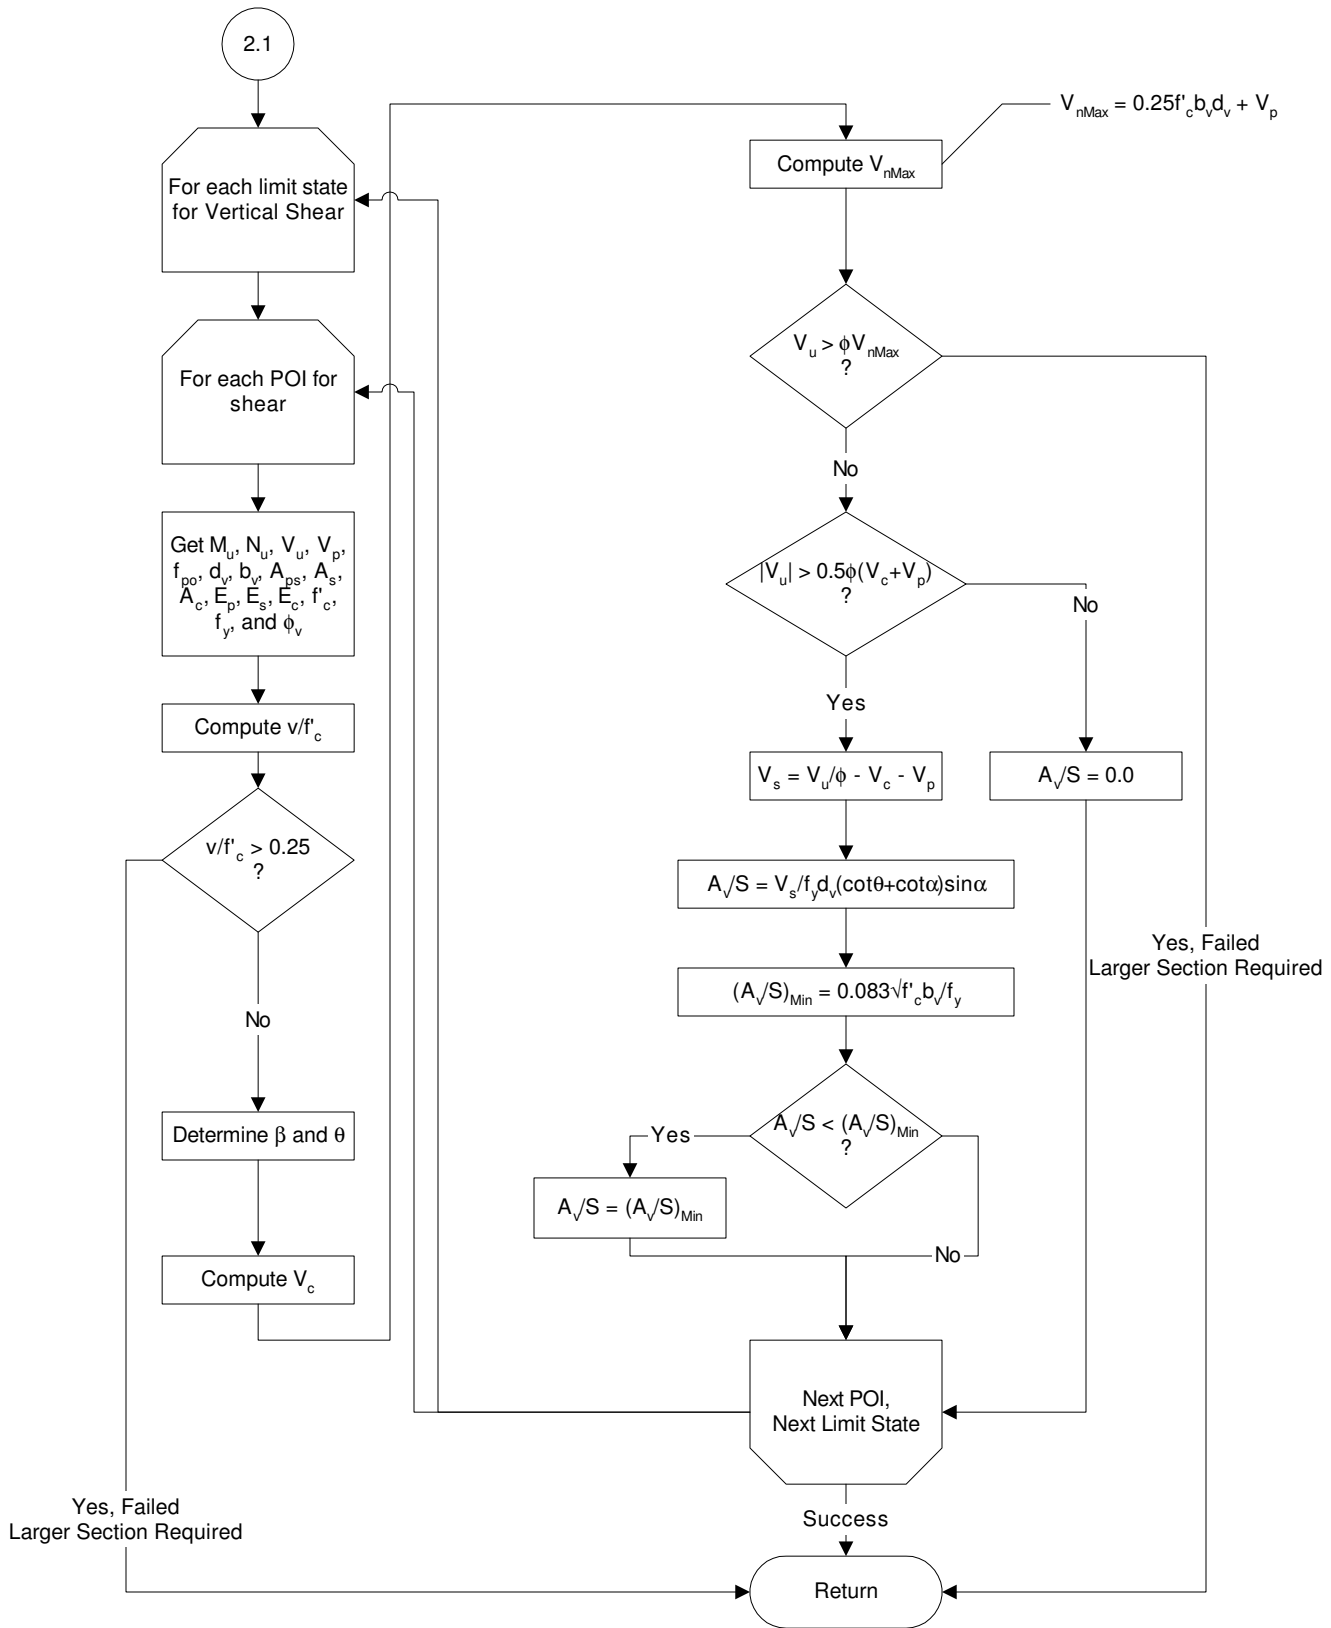 2.1
For each limit state
for Vertical Shear
For each POI for
shear
Get M_u, N_u, V_u, V_p,
f_po, d_v, b_v, A_ps, A_s,
A_c, E_p, E_s, E_c, f'_c,
f_y, and ϕ_v
Compute v/f'_c
v/f'_c > 0.25
?
No
Determine β and θ
Compute V_c
Yes, Failed
Larger Section Required
V_nMax = 0.25f'_c b_v d_v + V_p
Compute V_nMax
V_u > ϕV_nMax
?
No
|V_u| > 0.5ϕ(V_c+V_p)
?
No
Yes
V_s = V_u/ϕ - V_c - V_p
A_v/S = 0.0
A_v/S = V_s/f_y d_v(cotθ+cotα)sinα
Yes, Failed
Larger Section Required
(A_v/S)_Min = 0.083√f'_c b_v/f_y
A_v/S < (A_v/S)_Min
?
Yes
A_v/S = (A_v/S)_Min
No
Next POI,
Next Limit State
Success
Return